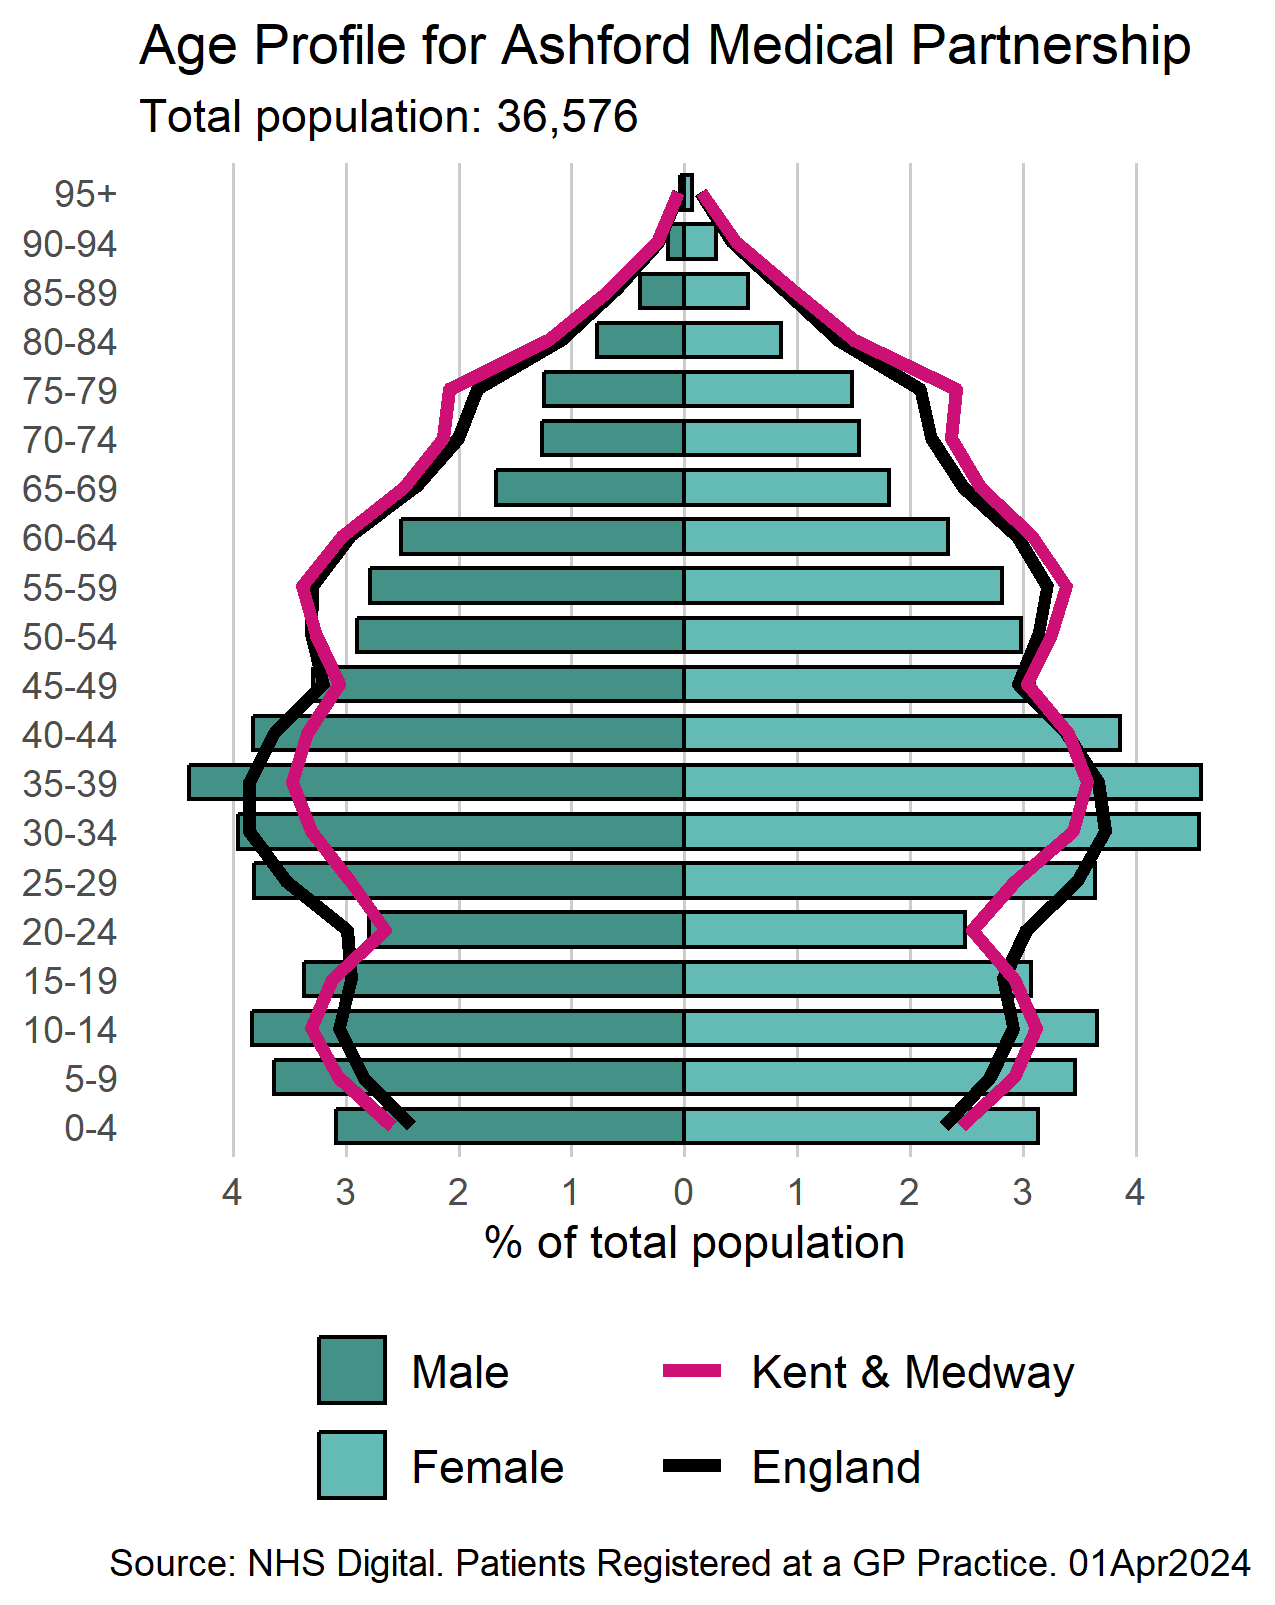 Age Profile for Ashford Medical Partnership
Total population: 36,576
95+
90-94
85-89
80-84
75-79
70-74
65-69
60-64
55-59
50-54
45-49
40-44
35-39
30-34
25-29
20-24
15-19
10-14
5-9
0-4
4 3 2 1 0 1 2 3 4
% of total population
Male Kent & Medway
Female England
Source: NHS Digital. Patients Registered at a GP Practice. 01Apr2024